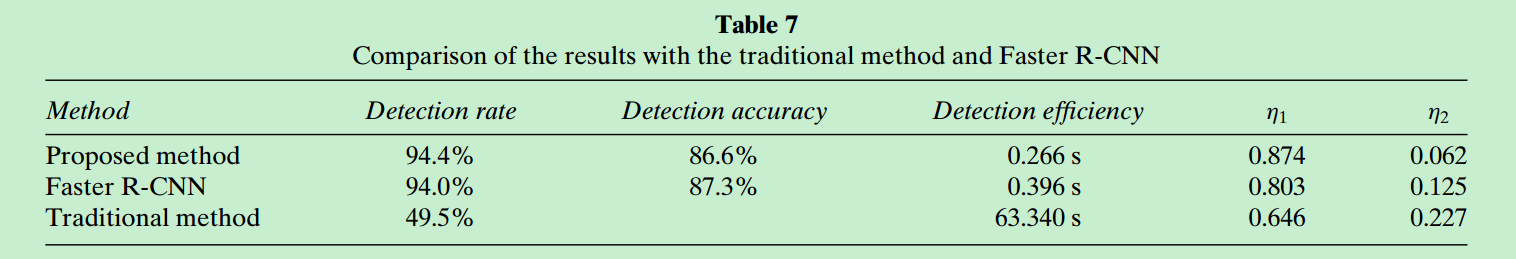 Table 7
Comparison of the results with the traditional method and Faster R-CNN
Method Detection rate Detection accuracy Detection efficiency η1 η2
Proposed method 94.4% 86.6% 0.266 s 0.874 0.062
Faster R-CNN 94.0% 87.3% 0.396 s 0.803 0.125
Traditional method 49.5% 63.340 s 0.646 0.227